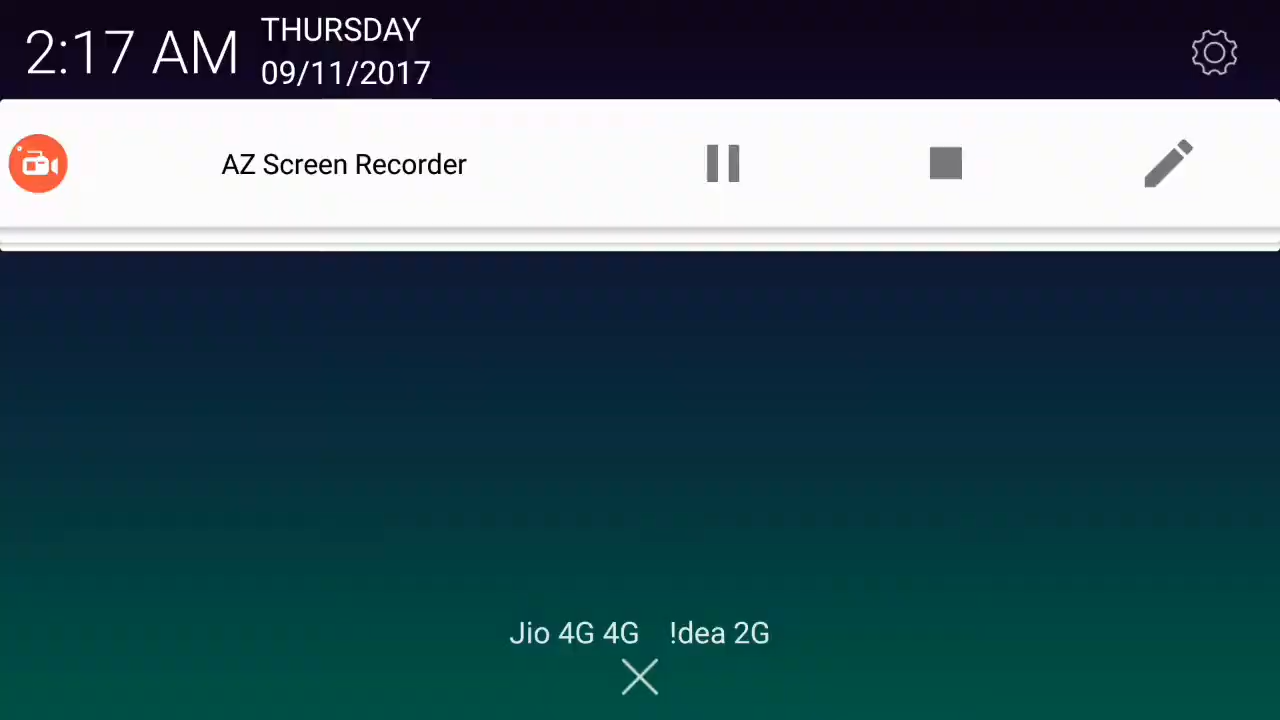 2:17 AM
THURSDAY
09/11/2017
AZ Screen Recorder
Jio 4G 4G !dea 2G